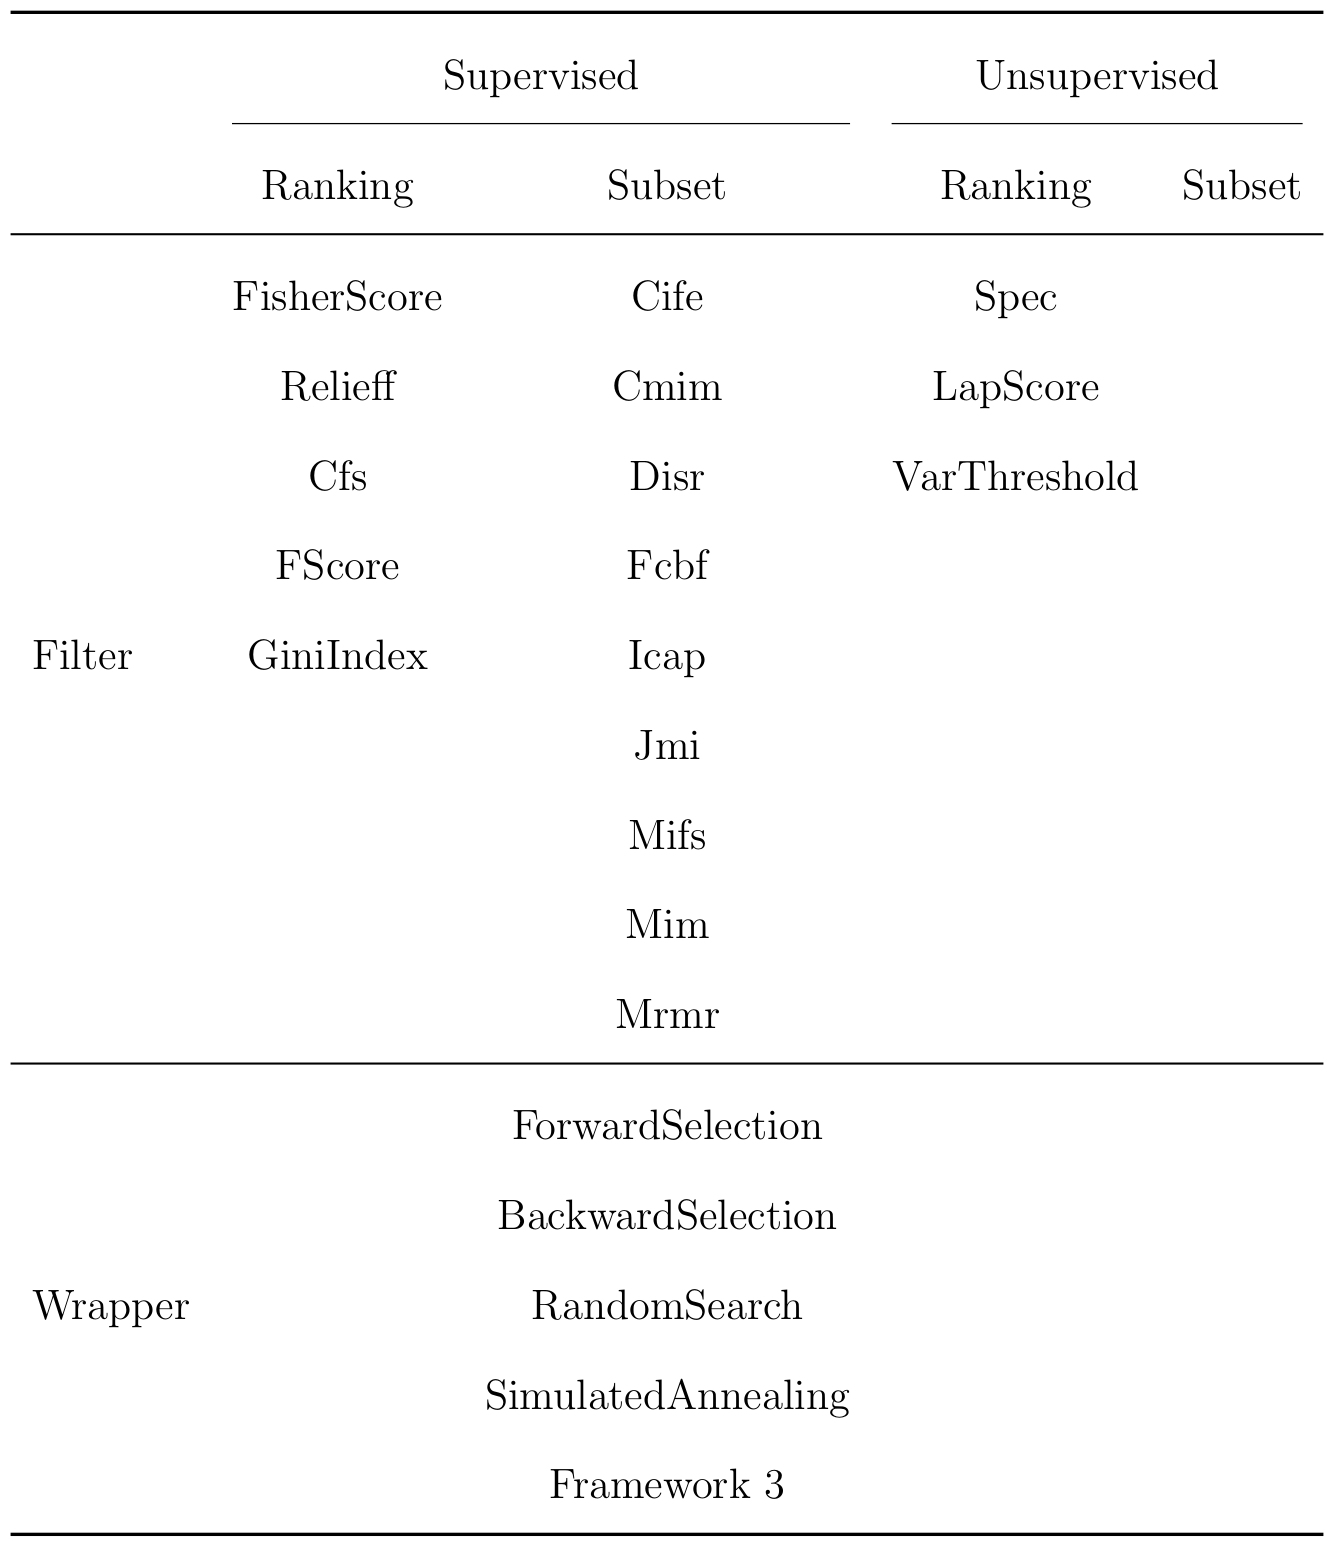 Supervised Unsupervised
Ranking Subset Ranking Subset
FisherScore Cife Spec
Relieff Cmim LapScore
Cfs Disr VarThreshold
FScore Fcbf
Filter GiniIndex Icap
Jmi
Mifs
Mim
Mrmr
ForwardSelection
BackwardSelection
Wrapper RandomSearch
SimulatedAnnealing
Framework 3